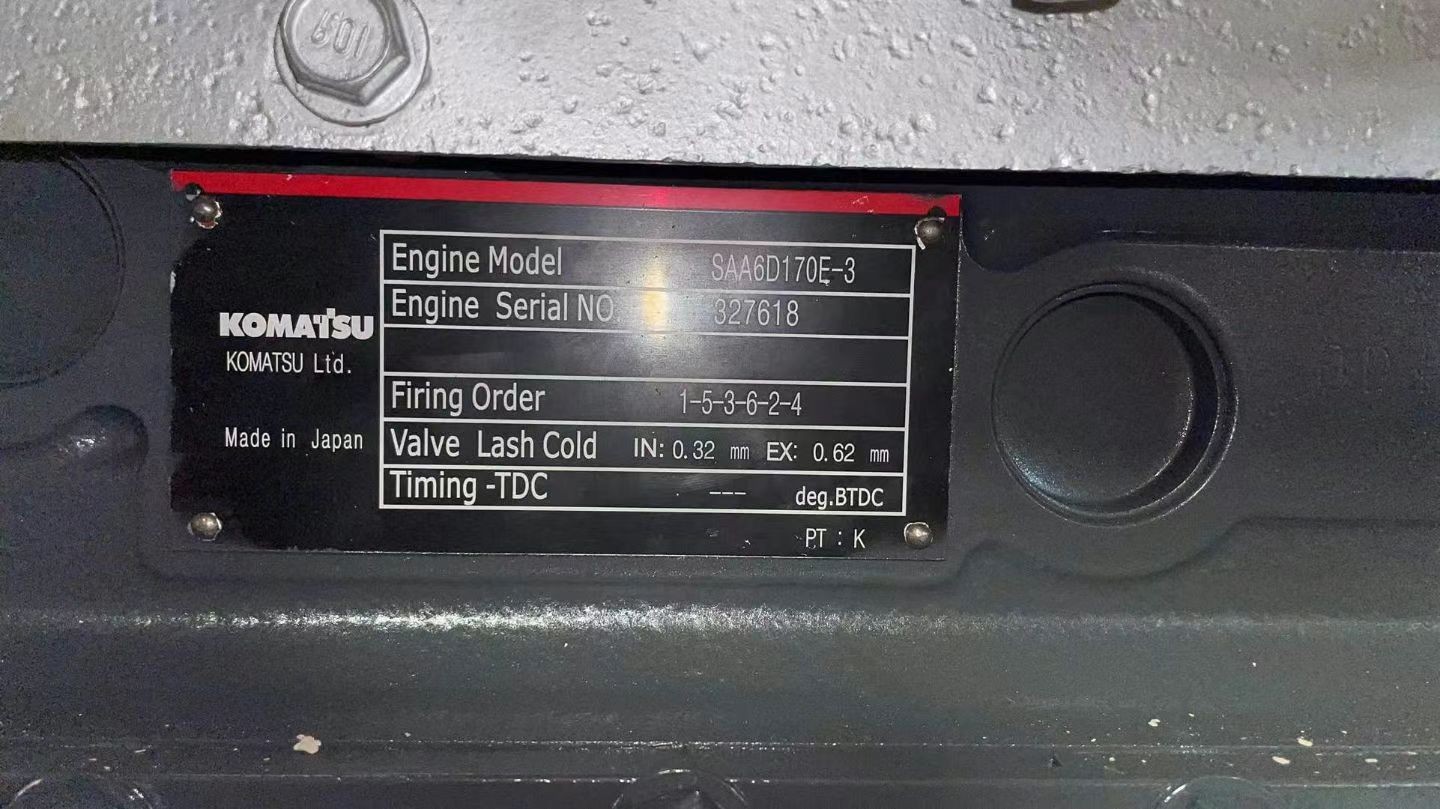 109
Engine Model SAA6D170E-3
Engine Serial NO. 327618
KOMATSU
KOMATSU Ltd.
Firing Order 1-5-3-6-2-4
Made in Japan
Valve Lash Cold IN: 0.32 mm EX: 0.62 mm
Timing -TDC --- deg.BTDC
PT : K